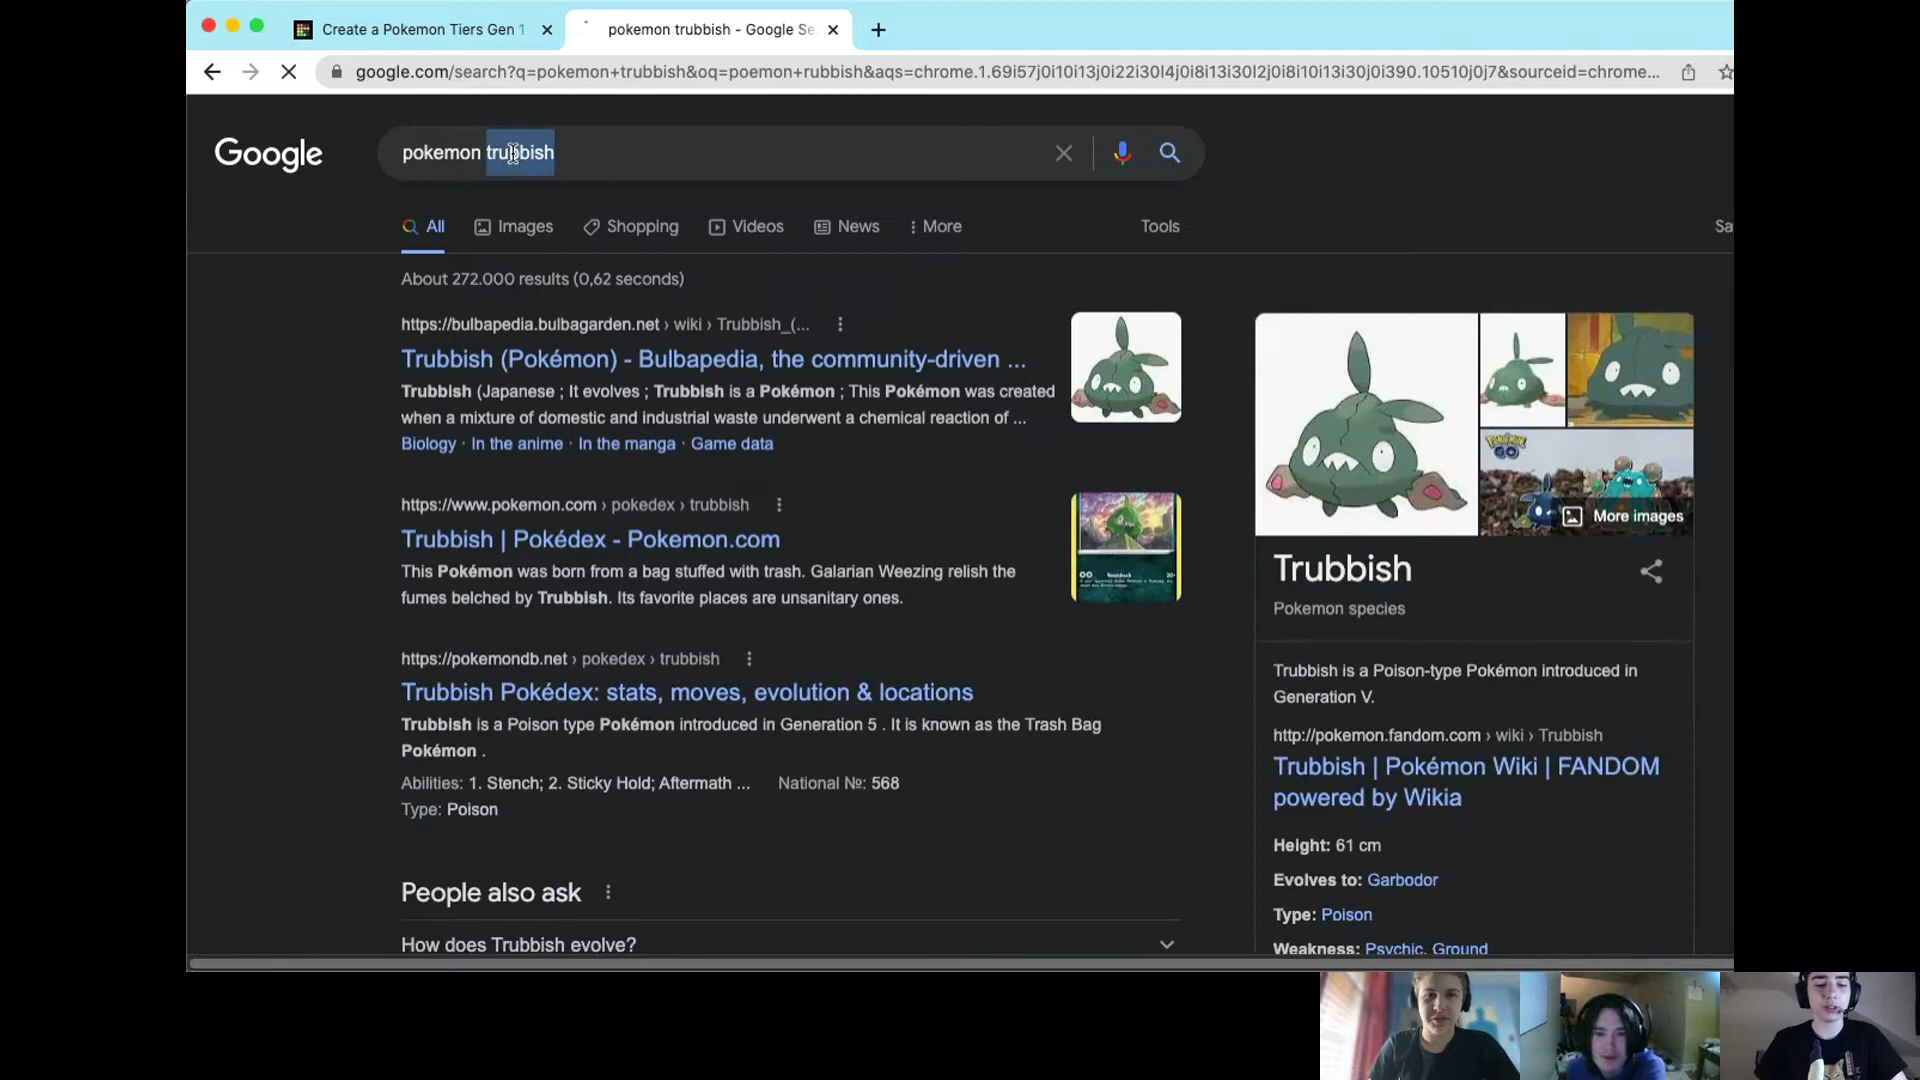 Create a Pokemon Tiers Gen 1
pokemon trubbish - Google Se
google.com/search?q=pokemon+trubbish&oq=poemon+rubbish&aqs=chrome.1.69i57j0i10i13j0i22i30l4j0i8i13i30l2j0i8i10i13i30j0i390.10510j0j7&sourceid=chrome...
Google
pokemon trubbish
All Images Shopping Videos News More Tools Sa
About 272.000 results (0,62 seconds)
https://bulbapedia.bulbagarden.net › wiki › Trubbish_(...
Trubbish (Pokémon) - Bulbapedia, the community-driven ...
Trubbish (Japanese ; It evolves ; Trubbish is a Pokémon ; This Pokémon was created
when a mixture of domestic and industrial waste underwent a chemical reaction of ...
Biology · In the anime · In the manga · Game data
https://www.pokemon.com › pokedex › trubbish
Trubbish | Pokédex - Pokemon.com
This Pokémon was born from a bag stuffed with trash. Galarian Weezing relish the
fumes belched by Trubbish. Its favorite places are unsanitary ones.
https://pokemondb.net › pokedex › trubbish
Trubbish Pokédex: stats, moves, evolution & locations
Trubbish is a Poison type Pokémon introduced in Generation 5 . It is known as the Trash Bag
Pokémon .
Abilities: 1. Stench; 2. Sticky Hold; Aftermath ... National №: 568
Type: Poison
People also ask
How does Trubbish evolve?
POKÉMON
GO
More images
Trubbish
Pokemon species
Trubbish is a Poison-type Pokémon introduced in
Generation V.
http://pokemon.fandom.com › wiki › Trubbish
Trubbish | Pokémon Wiki | FANDOM
powered by Wikia
Height: 61 cm
Evolves to: Garbodor
Type: Poison
Weakness: Psychic, Ground